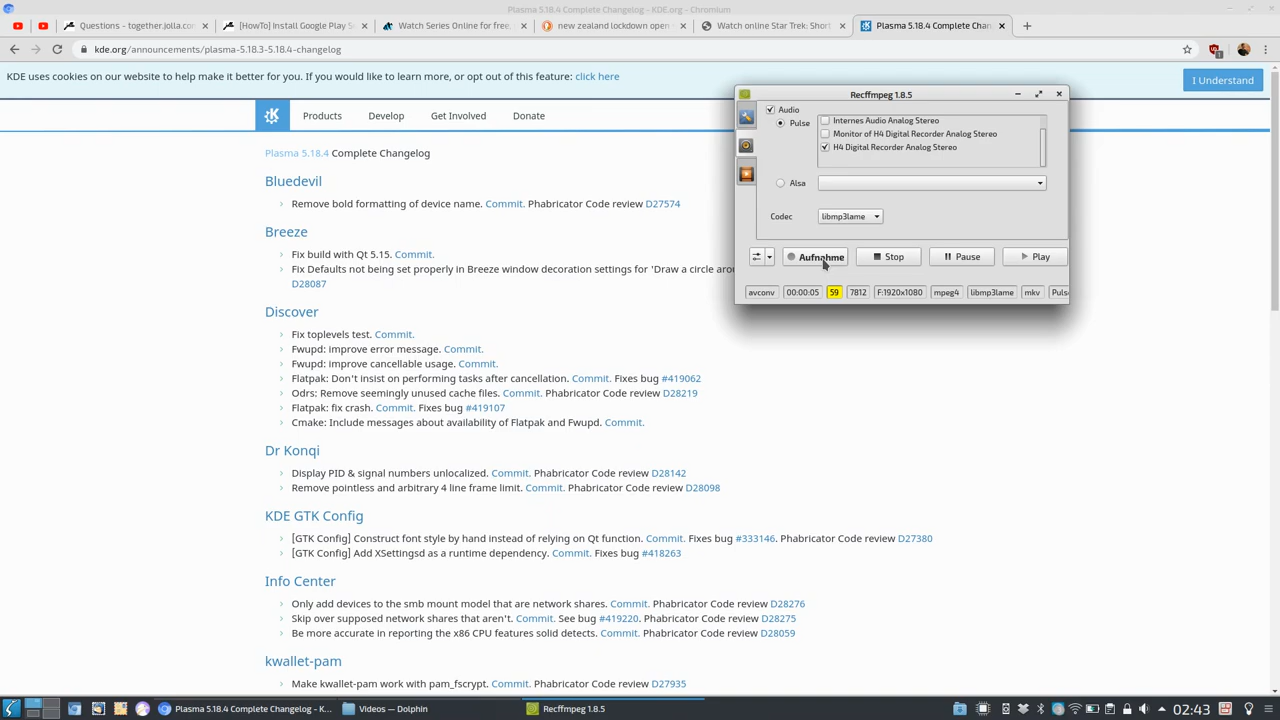 Plasma 5.18.4 Complete Changelog - KDE.org - Chromium
Questions - together.jolla.com
[HowTo] Install Google Play S
Watch Series Online for free,
new zealand lockdown open
Watch online Star Trek: Short
Plasma 5.18.4 Complete Chan
kde.org/announcements/plasma-5.18.3-5.18.4-changelog
KDE uses cookies on our website to help make it better for you. If you would like to learn more, or opt out of this feature: click here
I Understand
Products
Develop
Get Involved
Donate
Plasma 5.18.4 Complete Changelog
Bluedevil
Remove bold formatting of device name. Commit. Phabricator Code review D27574
Breeze
Fix build with Qt 5.15. Commit.
Fix Defaults not being set properly in Breeze window decoration settings for 'Draw a circle arou
D28087
Discover
Fix toplevels test. Commit.
Fwupd: improve error message. Commit.
Fwupd: improve cancellable usage. Commit.
Flatpak: Don't insist on performing tasks after cancellation. Commit. Fixes bug #419062
Odrs: Remove seemingly unused cache files. Commit. Phabricator Code review D28219
Flatpak: fix crash. Commit. Fixes bug #419107
Cmake: Include messages about availability of Flatpak and Fwupd. Commit.
Dr Konqi
Display PID & signal numbers unlocalized. Commit. Phabricator Code review D28142
Remove pointless and arbitrary 4 line frame limit. Commit. Phabricator Code review D28098
KDE GTK Config
[GTK Config] Construct font style by hand instead of relying on Qt function. Commit. Fixes bug #333146. Phabricator Code review D27380
[GTK Config] Add XSettingsd as a runtime dependency. Commit. Fixes bug #418263
Info Center
Only add devices to the smb mount model that are network shares. Commit. Phabricator Code review D28276
Skip over supposed network shares that aren't. Commit. See bug #419220. Phabricator Code review D28275
Be more accurate in reporting the x86 CPU features solid detects. Commit. Phabricator Code review D28059
kwallet-pam
Make kwallet-pam work with pam_fscrypt. Commit. Phabricator Code review D27935
Recffmpeg 1.8.5
Audio
Internes Audio Analog Stereo
Pulse
Monitor of H4 Digital Recorder Analog Stereo
H4 Digital Recorder Analog Stereo
Alsa
Codec
libmp3lame
Aufnahme
Stop
Pause
Play
avconv
00:00:05
59
7812
F:1920x1080
mpeg4
libmp3lame
mkv
Puls
Plasma 5.18.4 Complete Changelog - K...
Videos — Dolphin
Recffmpeg 1.8.5
02:43